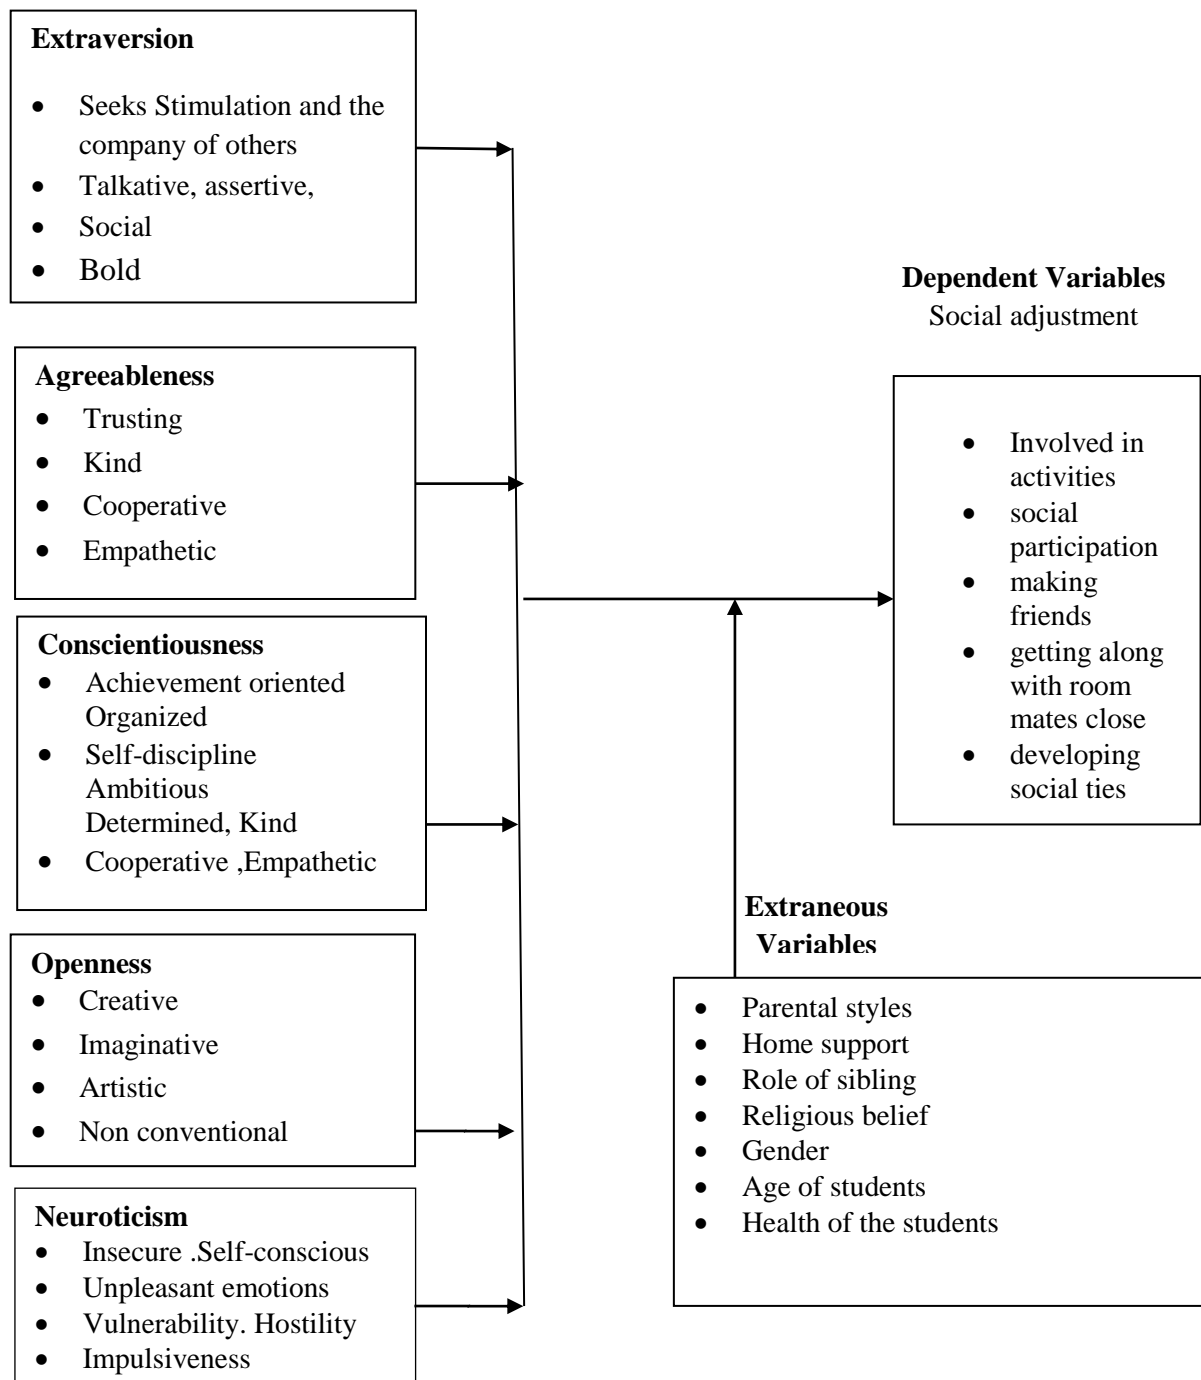 Extraversion
• Seeks Stimulation and the
company of others
• Talkative, assertive,
• Social
• Bold
Agreeableness
• Trusting
• Kind
• Cooperative
• Empathetic
Conscientiousness
• Achievement oriented
Organized
• Self-discipline
Ambitious
Determined, Kind
• Cooperative ,Empathetic
Openness
• Creative
• Imaginative
• Artistic
• Non conventional
Neuroticism
• Insecure .Self-conscious
• Unpleasant emotions
• Vulnerability. Hostility
• Impulsiveness
Dependent Variables
Social adjustment
• Involved in
activities
• social
participation
• making
friends
• getting along
with room
mates close
• developing
social ties
Extraneous
Variables
• Parental styles
• Home support
• Role of sibling
• Religious belief
• Gender
• Age of students
• Health of the students